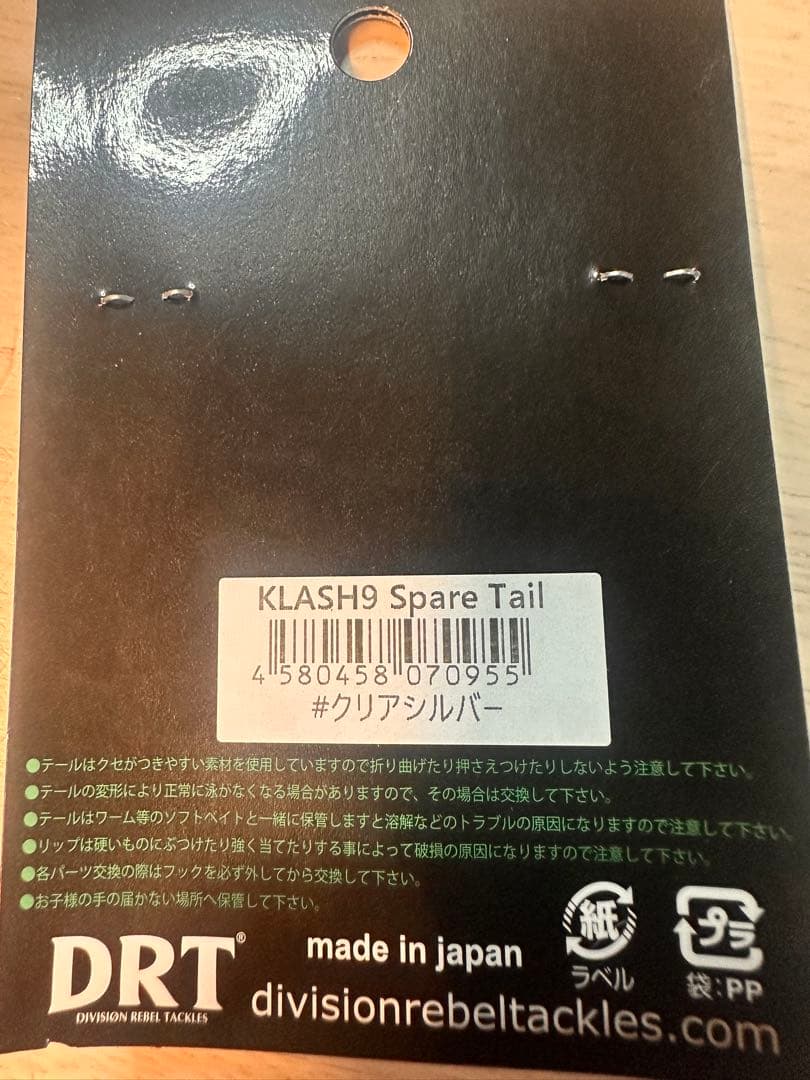 KLASH9 Spare Tail
4 580458 070955
#クリアシルバー
●テールはクセがつきやすい素材を使用していますので折り曲げたり押さえつけたりしないよう注意して下さい。
●テールの変形により正常に泳がなくなる場合がありますので、その場合は交換して下さい。
●テールはワーム等のソフトベイトと一緒に保管しますと溶解などのトラブルの原因になりますので注意して下さい。
●リップは硬いものにぶつけたり強く当てたりする事によって破損の原因になりますので注意して下さい。
●各パーツ交換の際はフックを必ず外してから交換して下さい。
●お子様の手の届かない場所へ保管して下さい。
DRT®
DIVISIØN REBEL TACKLES
made in japan
divisionrebeltackles.com
紙
ラベル
プラ
袋:PP